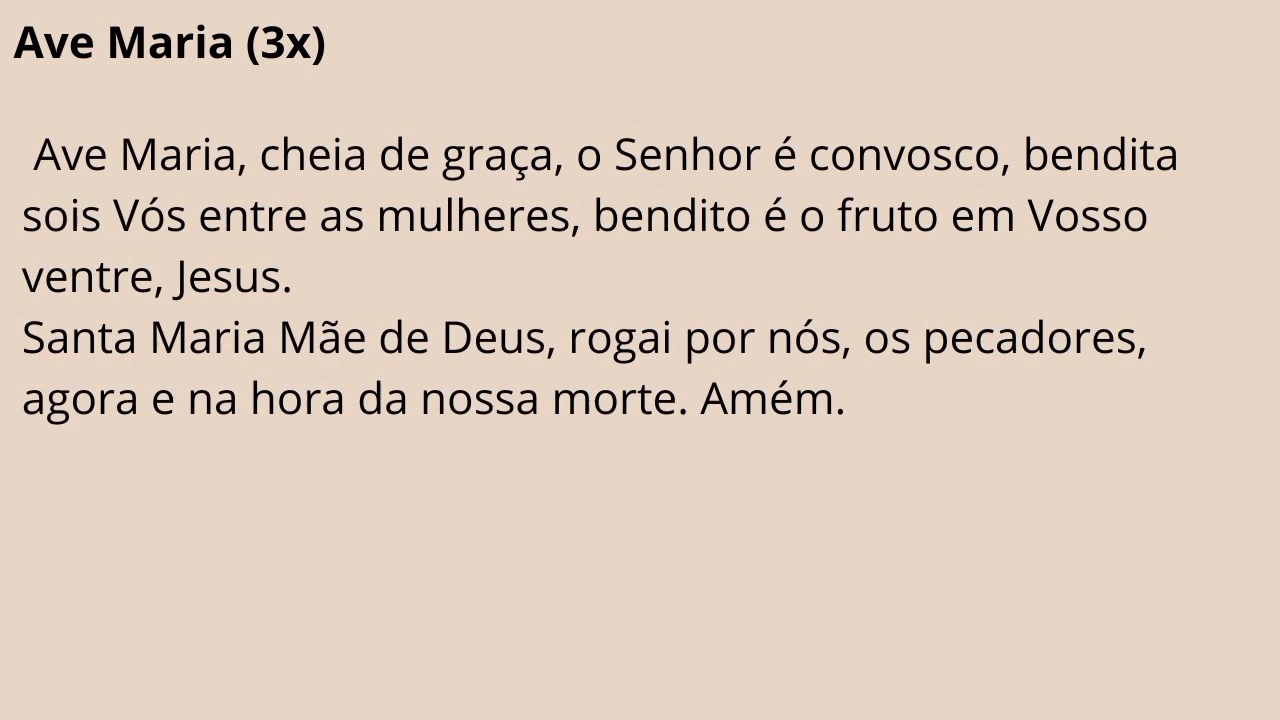 Ave Maria (3x)
Ave Maria, cheia de graça, o Senhor é convosco, bendita
sois Vós entre as mulheres, bendito é o fruto em Vosso
ventre, Jesus.
Santa Maria Mãe de Deus, rogai por nós, os pecadores,
agora e na hora da nossa morte. Amém.